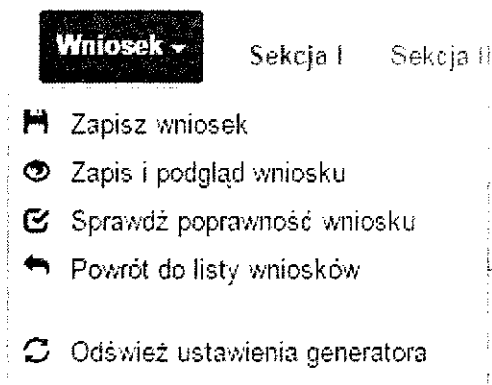 Wniosek Sekcja I Sekcja II
Zapisz wniosek
Zapis i podgląd wniosku
Sprawdź poprawność wniosku
Powrót do listy wniosków
Odśwież ustawienia generatora